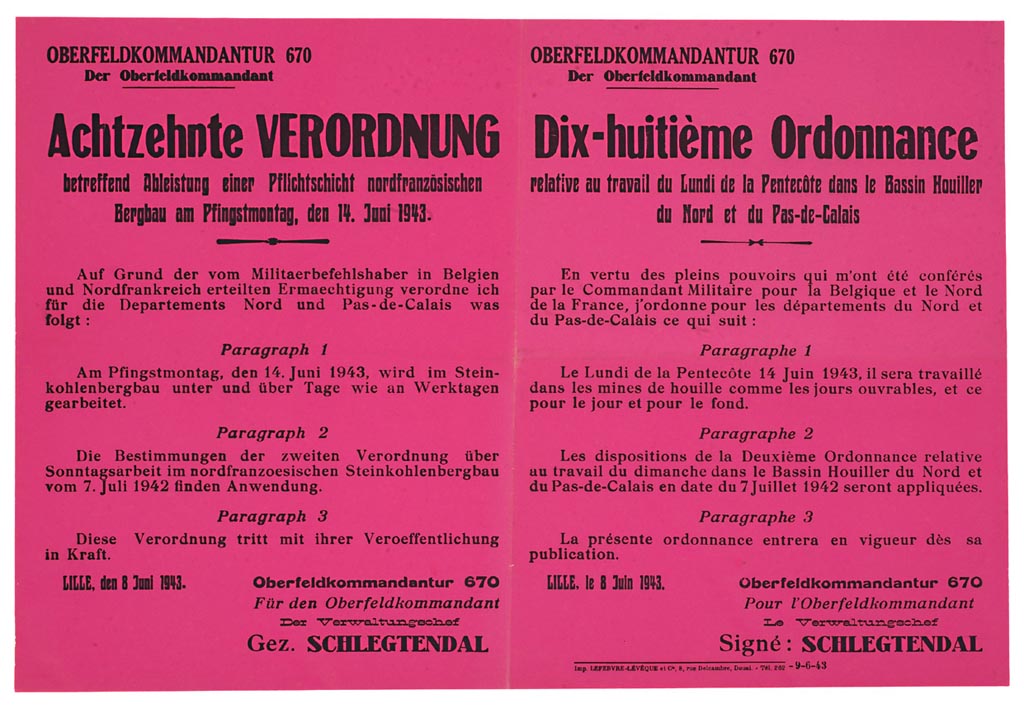 OBERFELDKOMMANDANTUR 670
Der Oberfeldkommandant
Achtzehnte VERORDNUNG
betreffend Ableistung einer Pflichtschicht nordfranzösischen
Bergbau am Pfingstmontag, den 14. Juni 1943.
Auf Grund der vom Militaerbefehlshaber in Belgien
und Nordfrankreich erteilten Ermaechtigung verordne ich
für die Departements Nord und Pas-de-Calais was
folgt :
Paragraph 1
Am Pfingstmontag, den 14. Juni 1943, wird im Stein-
kohlenbergbau unter und über Tage wie an Werktagen
gearbeitet.
Paragraph 2
Die Bestimmungen der zweiten Verordnung über
Sonntagsarbeit im nordfranzoesischen Steinkohlenbergbau
vom 7. Juli 1942 finden Anwendung.
Paragraph 3
Diese Verordnung tritt mit ihrer Veroeffentlichung
in Kraft.
LILLE, den 8 Juni 1943.
Oberfeldkommandantur 670
Für den Oberfeldkommandant
Der Verwaltungschef
Gez. SCHLEGTENDAL
OBERFELDKOMMANDANTUR 670
Der Oberfeldkommandant
Dix-huitième Ordonnance
relative au travail du Lundi de la Pentecôte dans le Bassin Houiller
du Nord et du Pas-de-Calais
En vertu des pleins pouvoirs qui m'ont été conférés
par le Commandant Militaire pour la Belgique et le Nord
de la France, j'ordonne pour les départements du Nord et
du Pas-de-Calais ce qui suit :
Paragraphe 1
Le Lundi de la Pentecôte 14 Juin 1943, il sera travaillé
dans les mines de houille comme les jours ouvrables, et ce
pour le jour et pour le fond.
Paragraphe 2
Les dispositions de la Deuxième Ordonnance relative
au travail du dimanche dans le Bassin Houiller du Nord et
du Pas-de-Calais en date du 7 Juillet 1942 seront appliquées.
Paragraphe 3
La présente ordonnance entrera en vigueur dès sa
publication.
LILLE, le 8 Juin 1943.
Oberfeldkommandantur 670
Pour l'Oberfeldkommandant
Le Verwaltungschef
Signé : SCHLEGTENDAL
Imp. LEFEBVRE-LÉVÊQUE et Cie, 8, rue Delcambre, Douai. - Tél. 262 - 9-6-43